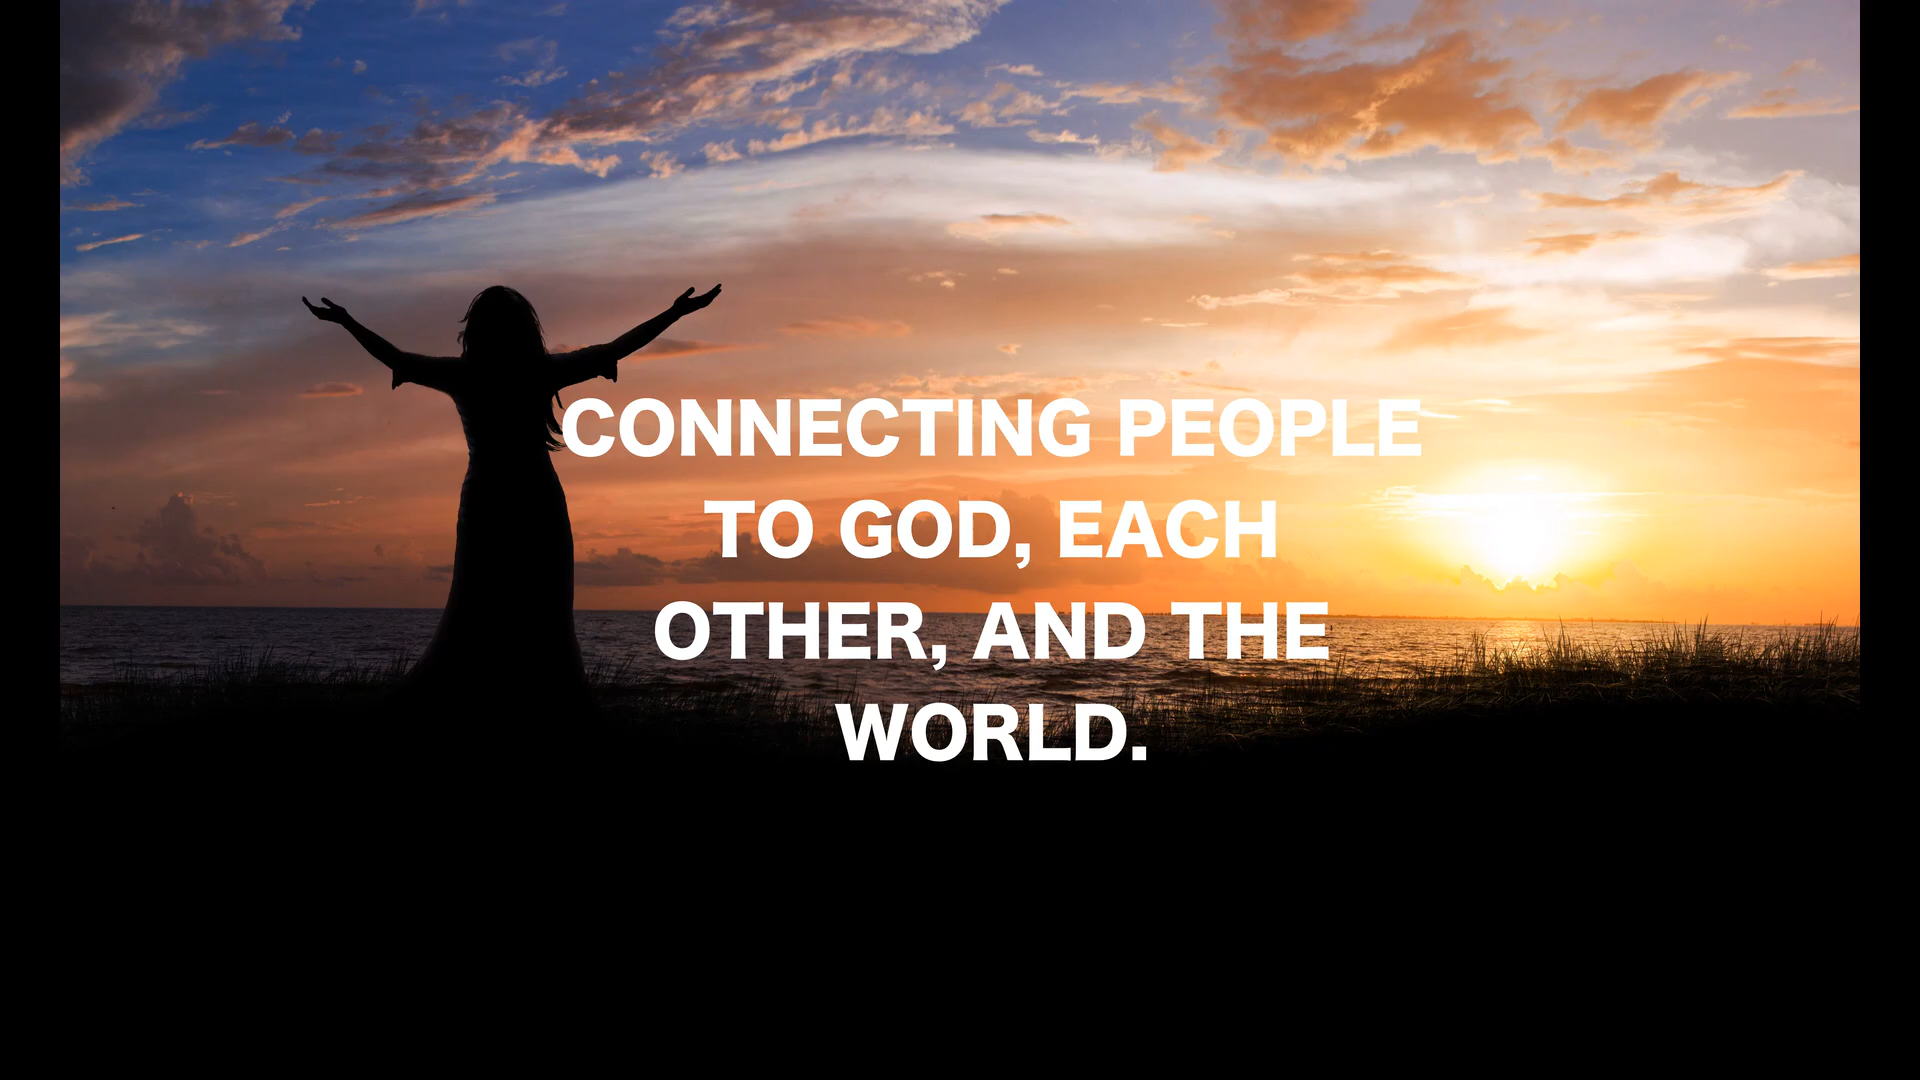 CONNECTING PEOPLE
TO GOD, EACH
OTHER, AND THE
WORLD.